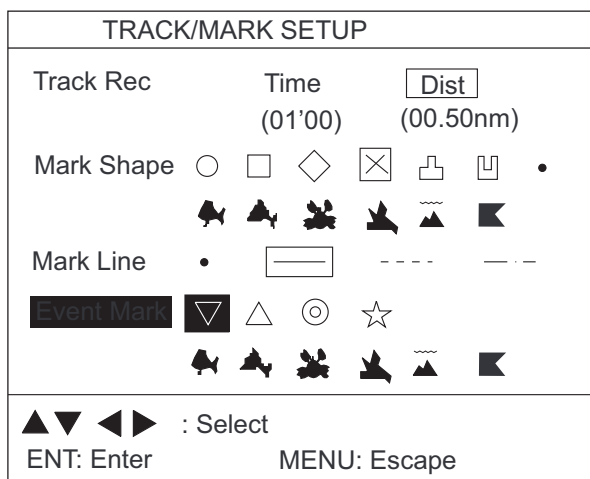 TRACK/MARK SETUP
Track Rec Time Dist
(01'00) (00.50nm)
Mark Shape
Mark Line
Event Mark
: Select
ENT: Enter MENU: Escape